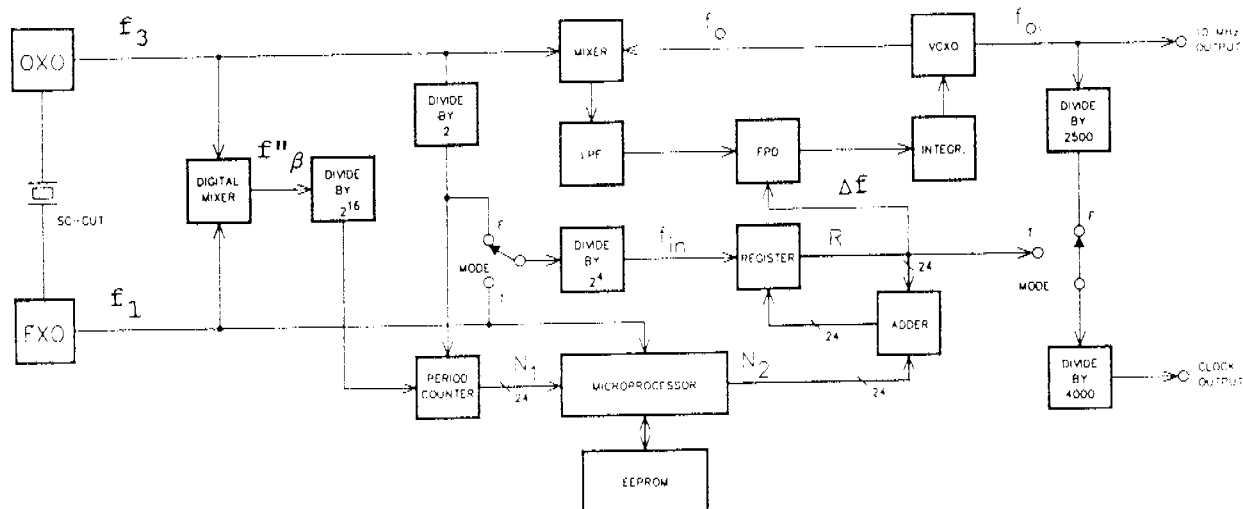 f3
fo
fo
10 MHz
OUTPUT
OXO
MIXER
VCXO
DIVIDE
BY
2
DIVIDE
BY
2500
f"β
LPF
FPD
INTEGR.
DIGITAL
MIXER
DIVIDE
BY
2^16
SC-CUT
Δf
F
F
MODE
DIVIDE
BY
2^4
fin
REGISTER
R
24
MODE
f1
FXO
24
ADDER
PERIOD
COUNTER
N1
24
MICROPROCESSOR
N2
24
DIVIDE
BY
4000
CLOCK
OUTPUT
EEPROM